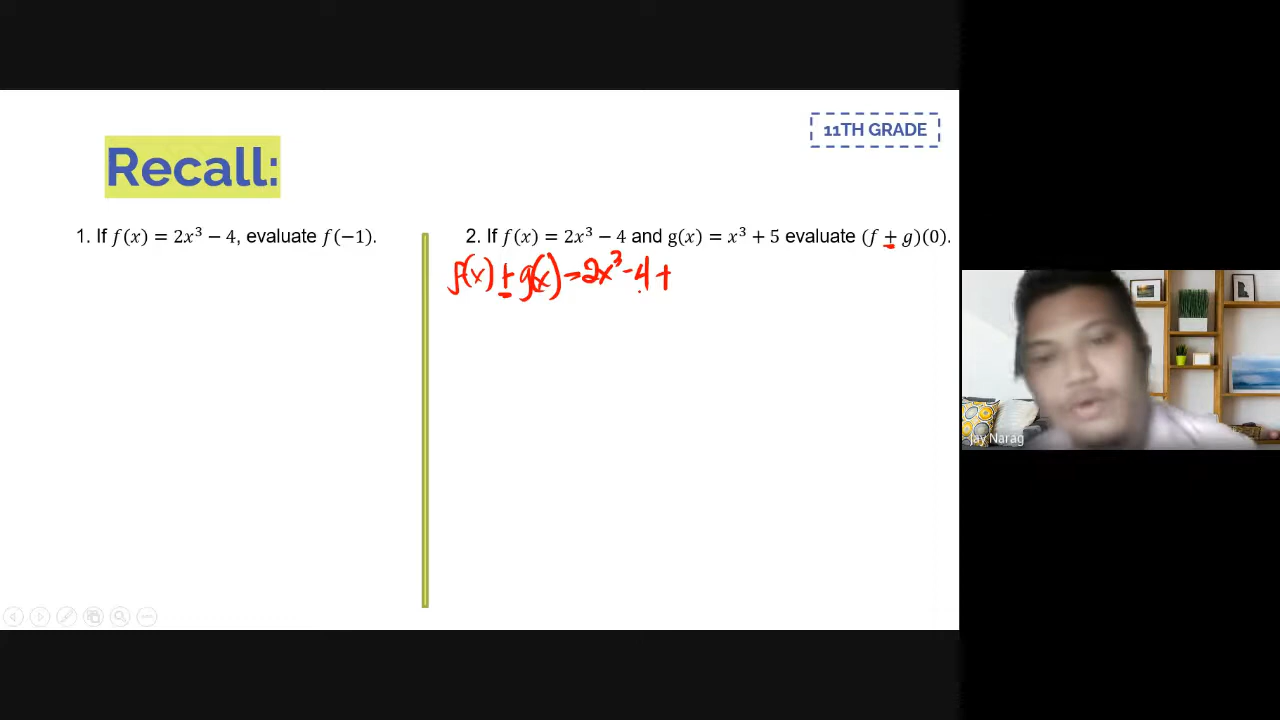 11TH GRADE
Recall:
1. If f(x) = 2x³ − 4, evaluate f(−1).
2. If f(x) = 2x³ − 4 and g(x) = x³ + 5 evaluate (f + g)(0).
f(x) + g(x) = 2x³ - 4 +
Jay Narag